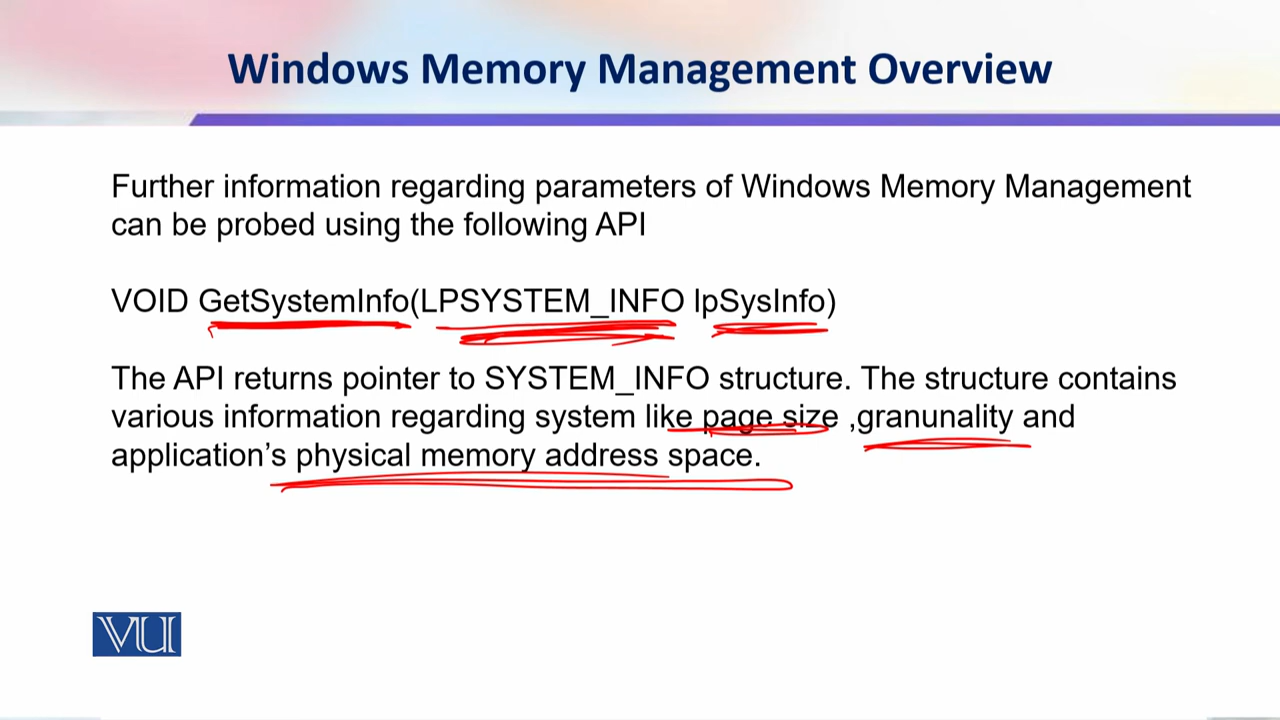 Windows Memory Management Overview
Further information regarding parameters of Windows Memory Management
can be probed using the following API
VOID GetSystemInfo(LPSYSTEM_INFO lpSysInfo)
The API returns pointer to SYSTEM_INFO structure. The structure contains
various information regarding system like page size ,granunality and
application’s physical memory address space.
VU